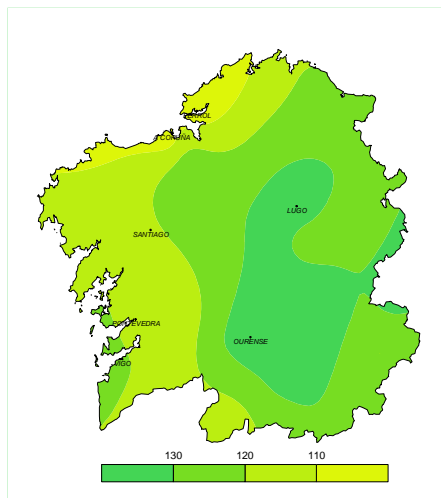 FERROL
A CORUÑA
LUGO
SANTIAGO
PONTEVEDRA
OURENSE
VIGO
130 120 110